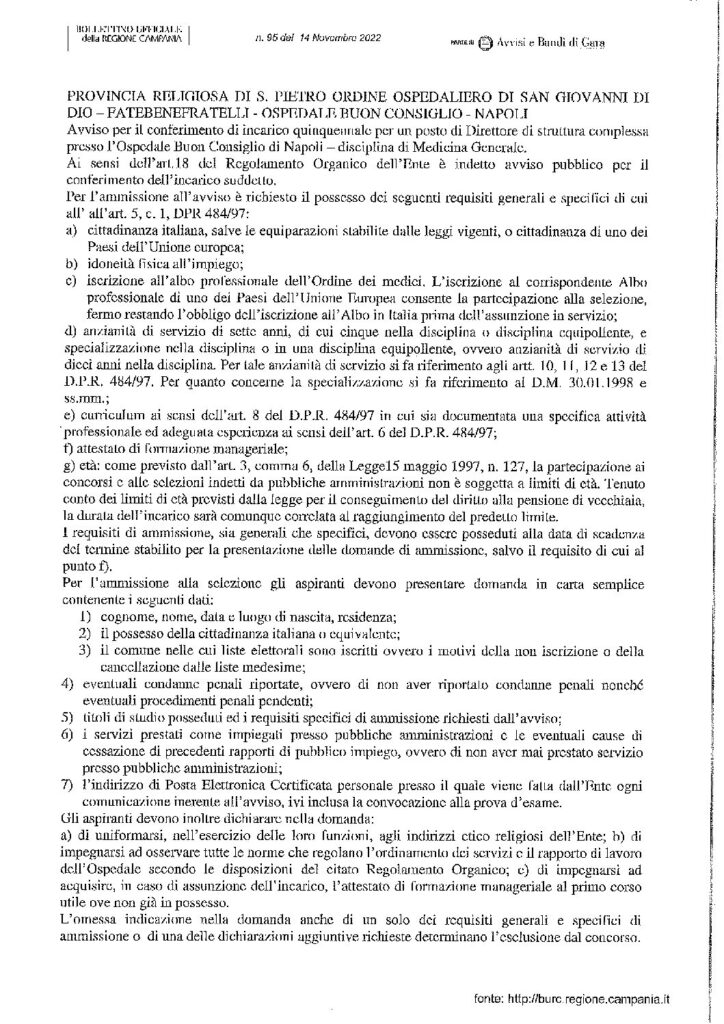 BOLLETTINO UFFICIALE
della REGIONE CAMPANIA
n. 95 del 14 Novembre 2022
PARTE III Avvisi e Bandi di Gara
PROVINCIA RELIGIOSA DI S. PIETRO ORDINE OSPEDALIERO DI SAN GIOVANNI DI
DIO – FATEBENEFRATELLI - OSPEDALE BUON CONSIGLIO - NAPOLI
Avviso per il conferimento di incarico quinquennale per un posto di Direttore di struttura complessa
presso l'Ospedale Buon Consiglio di Napoli – disciplina di Medicina Generale.
Ai sensi dell'art.18 del Regolamento Organico dell'Ente è indetto avviso pubblico per il
conferimento dell'incarico suddetto.
Per l'ammissione all'avviso è richiesto il possesso dei seguenti requisiti generali e specifici di cui
all' all'art. 5, c. 1, DPR 484/97:
a) cittadinanza italiana, salve le equiparazioni stabilite dalle leggi vigenti, o cittadinanza di uno dei
Paesi dell'Unione europea;
b) idoneità fisica all'impiego;
c) iscrizione all'albo professionale dell'Ordine dei medici. L'iscrizione al corrispondente Albo
professionale di uno dei Paesi dell'Unione Europea consente la partecipazione alla selezione,
fermo restando l'obbligo dell'iscrizione all'Albo in Italia prima dell'assunzione in servizio;
d) anzianità di servizio di sette anni, di cui cinque nella disciplina o disciplina equipollente, e
specializzazione nella disciplina o in una disciplina equipollente, ovvero anzianità di servizio di
dieci anni nella disciplina. Per tale anzianità di servizio si fa riferimento agli artt. 10, 11, 12 e 13 del
D.P.R. 484/97. Per quanto concerne la specializzazione si fa riferimento al D.M. 30.01.1998 e
ss.mm.;
e) curriculum ai sensi dell'art. 8 del D.P.R. 484/97 in cui sia documentata una specifica attività
professionale ed adeguata esperienza ai sensi dell'art. 6 del D.P.R. 484/97;
f) attestato di formazione manageriale;
g) età: come previsto dall'art. 3, comma 6, della Legge15 maggio 1997, n. 127, la partecipazione ai
concorsi e alle selezioni indetti da pubbliche amministrazioni non è soggetta a limiti di età. Tenuto
conto dei limiti di età previsti dalla legge per il conseguimento del diritto alla pensione di vecchiaia,
la durata dell'incarico sarà comunque correlata al raggiungimento del predetto limite.
I requisiti di ammissione, sia generali che specifici, devono essere posseduti alla data di scadenza
del termine stabilito per la presentazione delle domande di ammissione, salvo il requisito di cui al
punto f).
Per l'ammissione alla selezione gli aspiranti devono presentare domanda in carta semplice
contenente i seguenti dati:
1) cognome, nome, data e luogo di nascita, residenza;
2) il possesso della cittadinanza italiana o equivalente;
3) il comune nelle cui liste elettorali sono iscritti ovvero i motivi della non iscrizione o della
cancellazione dalle liste medesime;
4) eventuali condanne penali riportate, ovvero di non aver riportato condanne penali nonché
eventuali procedimenti penali pendenti;
5) titoli di studio posseduti ed i requisiti specifici di ammissione richiesti dall'avviso;
6) i servizi prestati come impiegati presso pubbliche amministrazioni e le eventuali cause di
cessazione di precedenti rapporti di pubblico impiego, ovvero di non aver mai prestato servizio
presso pubbliche amministrazioni;
7) l'indirizzo di Posta Elettronica Certificata personale presso il quale viene fatta dall'Ente ogni
comunicazione inerente all'avviso, ivi inclusa la convocazione alla prova d'esame.
Gli aspiranti devono inoltre dichiarare nella domanda:
a) di uniformarsi, nell'esercizio delle loro funzioni, agli indirizzi etico religiosi dell'Ente; b) di
impegnarsi ad osservare tutte le norme che regolano l'ordinamento dei servizi e il rapporto di lavoro
dell'Ospedale secondo le disposizioni del citato Regolamento Organico; c) di impegnarsi ad
acquisire, in caso di assunzione dell'incarico, l'attestato di formazione manageriale al primo corso
utile ove non già in possesso.
L'omessa indicazione nella domanda anche di un solo dei requisiti generali e specifici di
ammissione o di una delle dichiarazioni aggiuntive richieste determinano l'esclusione dal concorso.
fonte: http://burc.regione.campania.it